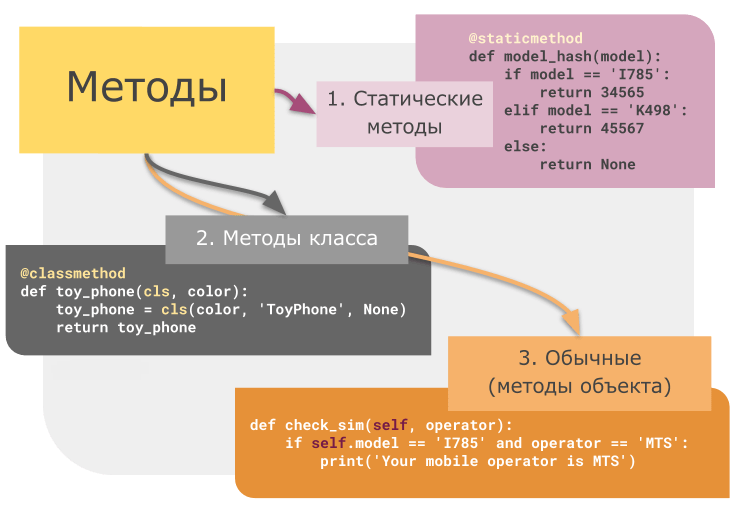 Методы
1. Статические
методы
@staticmethod
def model_hash(model):
    if model == 'I785':
        return 34565
    elif model == 'K498':
        return 45567
    else:
        return None
2. Методы класса
@classmethod
def toy_phone(cls, color):
    toy_phone = cls(color, 'ToyPhone', None)
    return toy_phone
3. Обычные
(методы объекта)
def check_sim(self, operator):
    if self.model == 'I785' and operator == 'MTS':
        print('Your mobile operator is MTS')